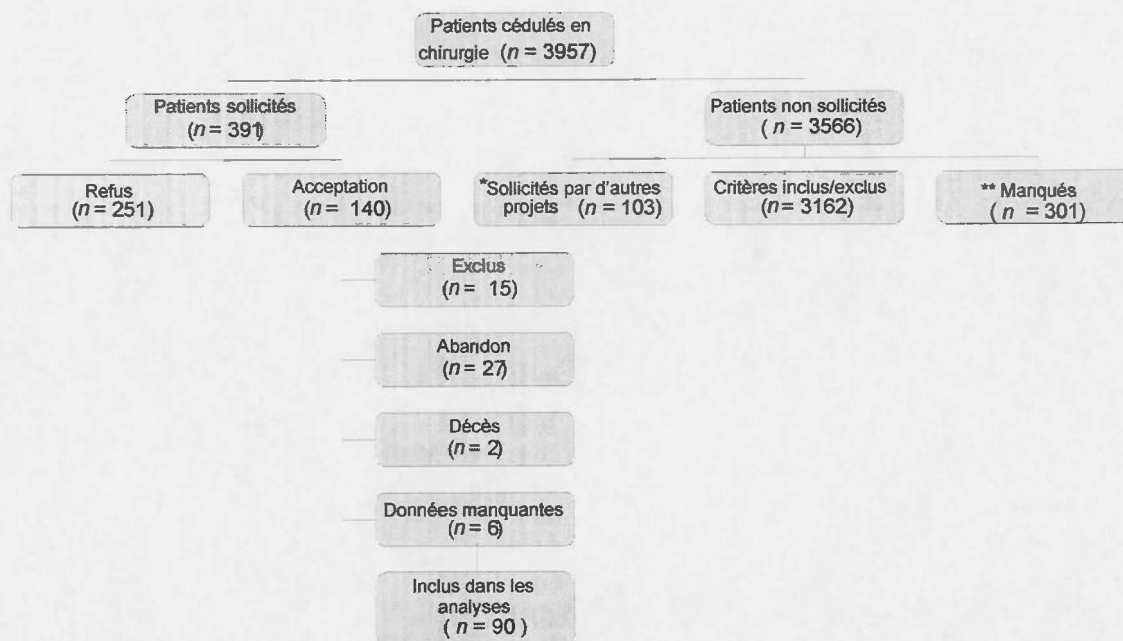 Patients cédulés en
chirurgie (n = 3957)
Patients sollicités
(n = 391)
Patients non sollicités
( n = 3566)
Refus
(n = 251)
Acceptation
(n = 140)
*Sollicités par d'autres
projets (n = 103)
Critères inclus/exclus
(n = 3162)
** Manqués
( n = 301)
Exclus
(n = 15)
Abandon
(n = 27)
Décès
(n = 2)
Données manquantes
(n = 6)
Inclus dans les
analyses
( n = 90 )